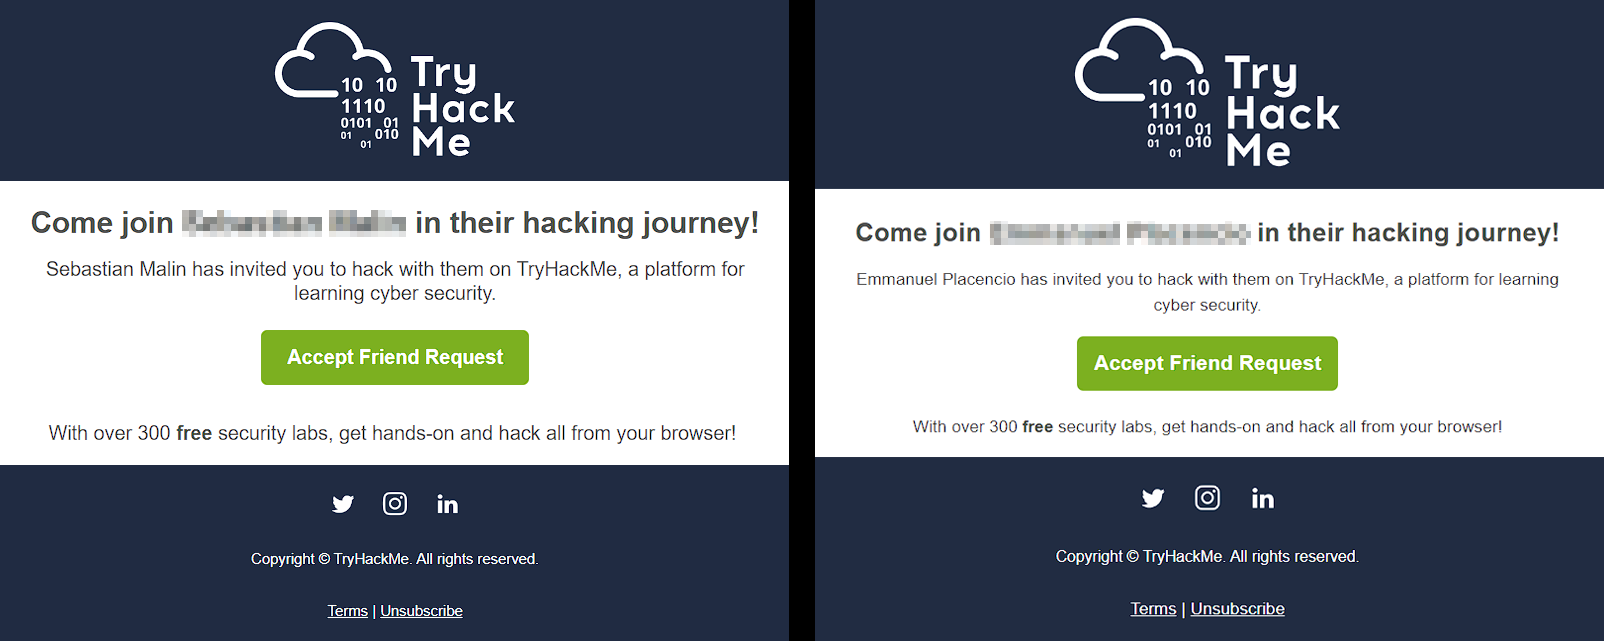 10 10
1110
0101 01
01 010
01
Try
Hack
Me
Come join in their hacking journey!
Sebastian Malin has invited you to hack with them on TryHackMe, a platform for
learning cyber security.
Accept Friend Request
With over 300 free security labs, get hands-on and hack all from your browser!
in
Copyright © TryHackMe. All rights reserved.
Terms | Unsubscribe
10 10
1110
0101 01
01 010
01
Try
Hack
Me
Come join in their hacking journey!
Emmanuel Placencio has invited you to hack with them on TryHackMe, a platform for learning
cyber security.
Accept Friend Request
With over 300 free security labs, get hands-on and hack all from your browser!
in
Copyright © TryHackMe. All rights reserved.
Terms | Unsubscribe